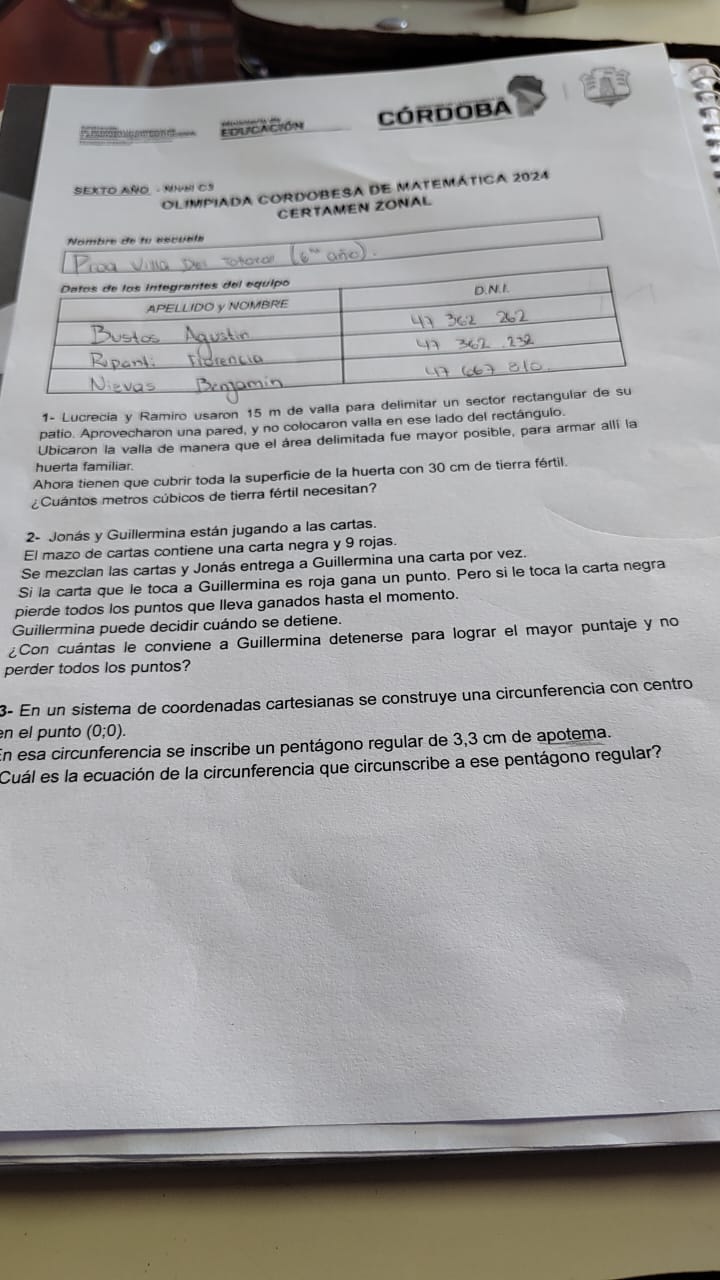 Ministerio de
EDUCACIÓN
CÓRDOBA
SEXTO AÑO - Nivel C3
OLIMPIADA CORDOBESA DE MATEMÁTICA 2024
CERTAMEN ZONAL
Nombre de tu escuela
Proa Villa Del Totoral (6to año).
Datos de los integrantes del equipo
APELLIDO y NOMBRE D.N.I.
Bustos Agustin 47 362 262
Ripanti Florencia 47 362 232
Nievas Benjamin 47 667 810
1- Lucrecia y Ramiro usaron 15 m de valla para delimitar un sector rectangular de su
patio. Aprovecharon una pared, y no colocaron valla en ese lado del rectángulo.
Ubicaron la valla de manera que el área delimitada fue mayor posible, para armar allí la
huerta familiar.
Ahora tienen que cubrir toda la superficie de la huerta con 30 cm de tierra fértil.
¿Cuántos metros cúbicos de tierra fértil necesitan?
2- Jonás y Guillermina están jugando a las cartas.
El mazo de cartas contiene una carta negra y 9 rojas.
Se mezclan las cartas y Jonás entrega a Guillermina una carta por vez.
Si la carta que le toca a Guillermina es roja gana un punto. Pero si le toca la carta negra
pierde todos los puntos que lleva ganados hasta el momento.
Guillermina puede decidir cuándo se detiene.
¿Con cuántas le conviene a Guillermina detenerse para lograr el mayor puntaje y no
perder todos los puntos?
3- En un sistema de coordenadas cartesianas se construye una circunferencia con centro
en el punto (0;0).
En esa circunferencia se inscribe un pentágono regular de 3,3 cm de apotema.
Cuál es la ecuación de la circunferencia que circunscribe a ese pentágono regular?